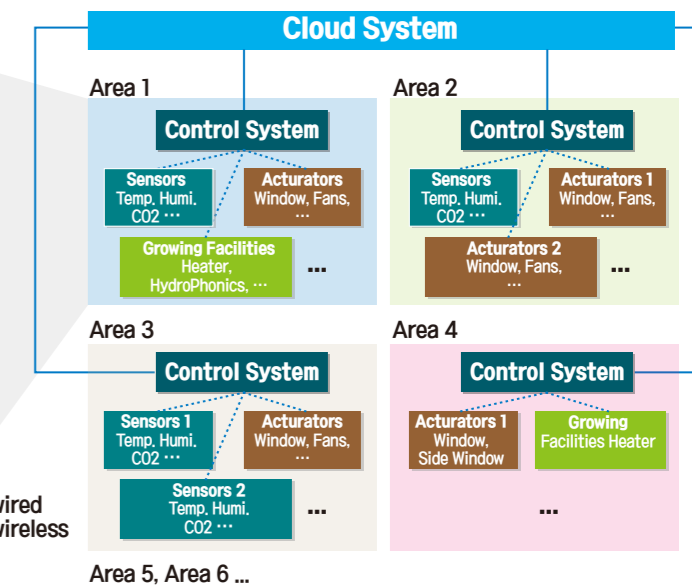 Cloud System
Area 1
Control System
Sensors
Temp. Humi.
CO2 ···
Acturators
Window, Fans,
···
Growing Facilities
Heater,
HydroPhonics, ···
...
Area 2
Control System
Sensors
Temp. Humi.
CO2 ···
Acturators 1
Window, Fans,
···
Acturators 2
Window, Fans,
···
...
Area 3
Control System
Sensors 1
Temp. Humi.
CO2 ···
Acturators
Window, Fans,
···
Sensors 2
Temp. Humi.
CO2 ···
...
Area 4
Control System
Acturators 1
Window,
Side Window
Growing
Facilities Heater
...
wired
wireless
Area 5, Area 6 ...